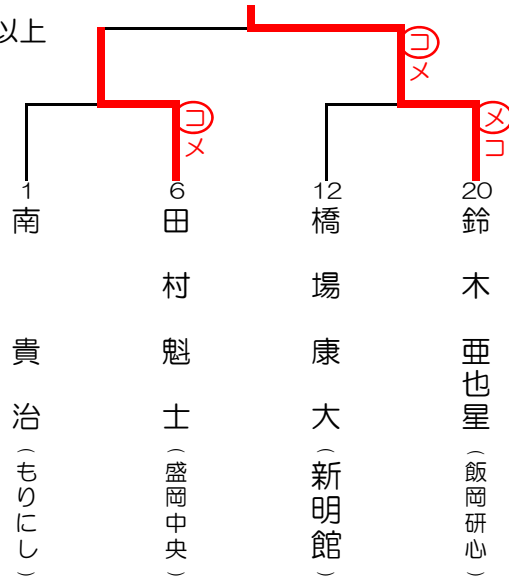 以上
コ
メ
コ
メ
メ
コ
1
南貴治（もりにし）
6
田村魁士（盛岡中央）
12
橋場康大（新明館）
20
鈴木亜也星（飯岡研心）